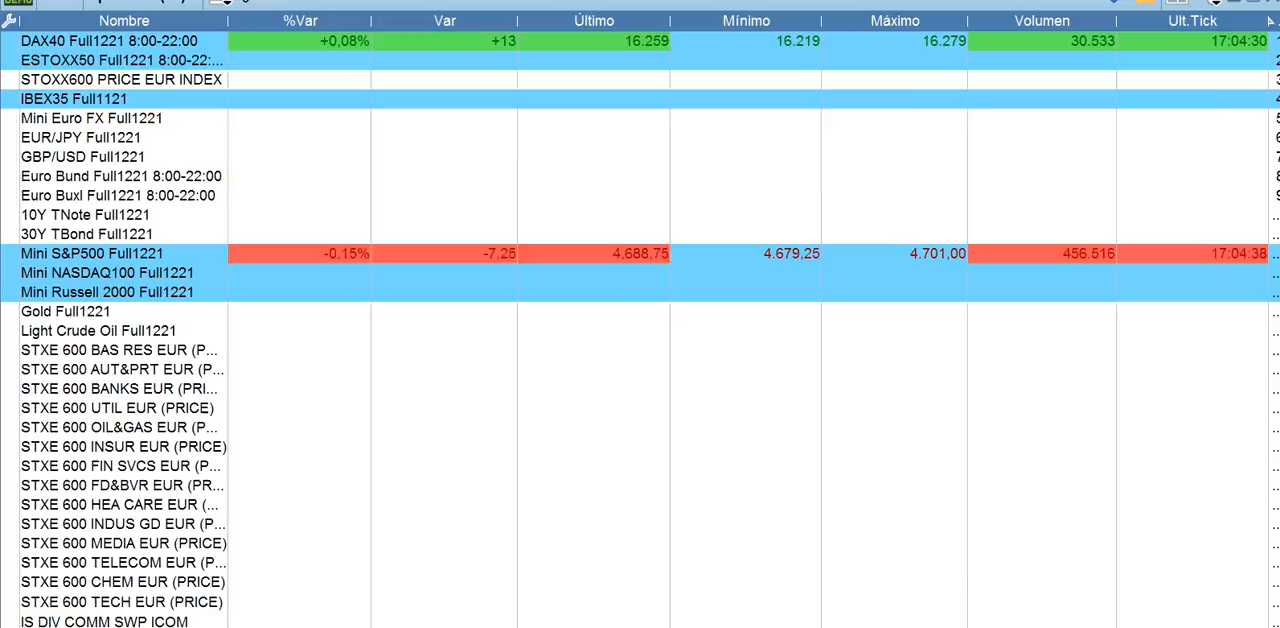 Nombre %Var Var Último Mínimo Máximo Volumen Ult.Tick
DAX40 Full1221 8:00-22:00 +0,08% +13 16.259 16.219 16.279 30.533 17:04:30
ESTOXX50 Full1221 8:00-22:...
STOXX600 PRICE EUR INDEX
IBEX35 Full1121
Mini Euro FX Full1221
EUR/JPY Full1221
GBP/USD Full1221
Euro Bund Full1221 8:00-22:00
Euro Buxl Full1221 8:00-22:00
10Y TNote Full1221
30Y TBond Full1221
Mini S&P500 Full1221 -0,15% -7,25 4.688,75 4.679,25 4.701,00 456.516 17:04:38
Mini NASDAQ100 Full1221
Mini Russell 2000 Full1221
Gold Full1221
Light Crude Oil Full1221
STXE 600 BAS RES EUR (P...
STXE 600 AUT&PRT EUR (P...
STXE 600 BANKS EUR (PRI...
STXE 600 UTIL EUR (PRICE)
STXE 600 OIL&GAS EUR (P...
STXE 600 INSUR EUR (PRICE)
STXE 600 FIN SVCS EUR (P...
STXE 600 FD&BVR EUR (PR...
STXE 600 HEA CARE EUR (...
STXE 600 INDUS GD EUR (P...
STXE 600 MEDIA EUR (PRICE)
STXE 600 TELECOM EUR (P...
STXE 600 CHEM EUR (PRICE)
STXE 600 TECH EUR (PRICE)
IS DIV COMM SWP ICOM